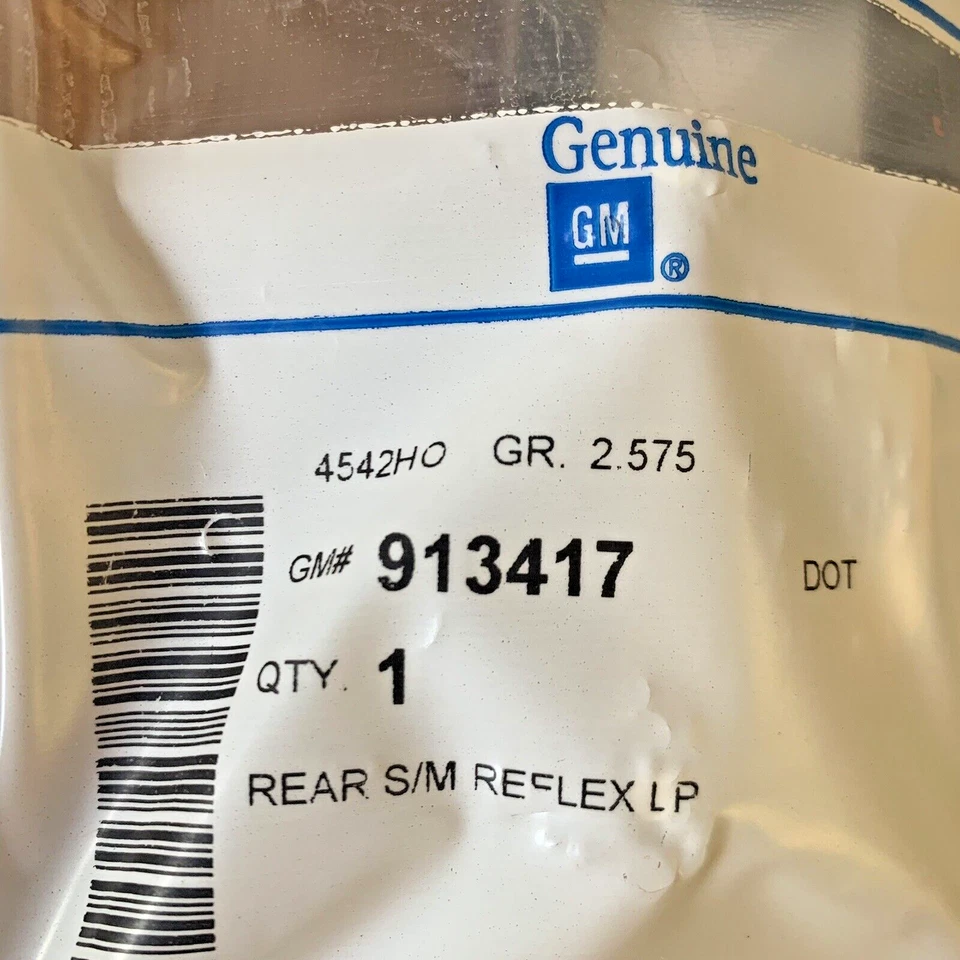 Genuine
GM ®
4542HO GR. 2.575
GM# 913417 DOT
QTY. 1
REAR S/M REFLEX LP